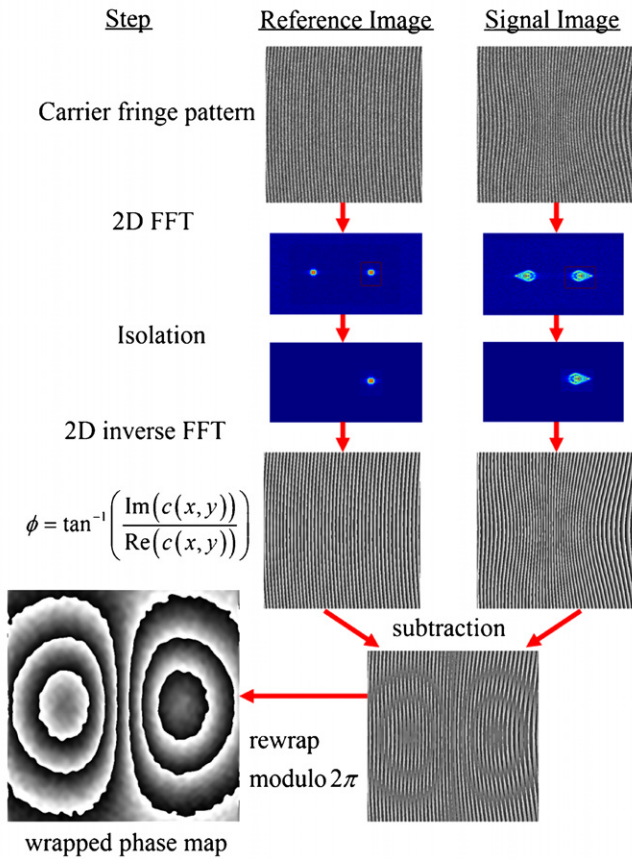 Step Reference Image Signal Image
Carrier fringe pattern
2D FFT
Isolation
2D inverse FFT
ϕ = tan⁻¹(Im(c(x, y))/Re(c(x, y)))
subtraction
rewrap
modulo 2π
wrapped phase map